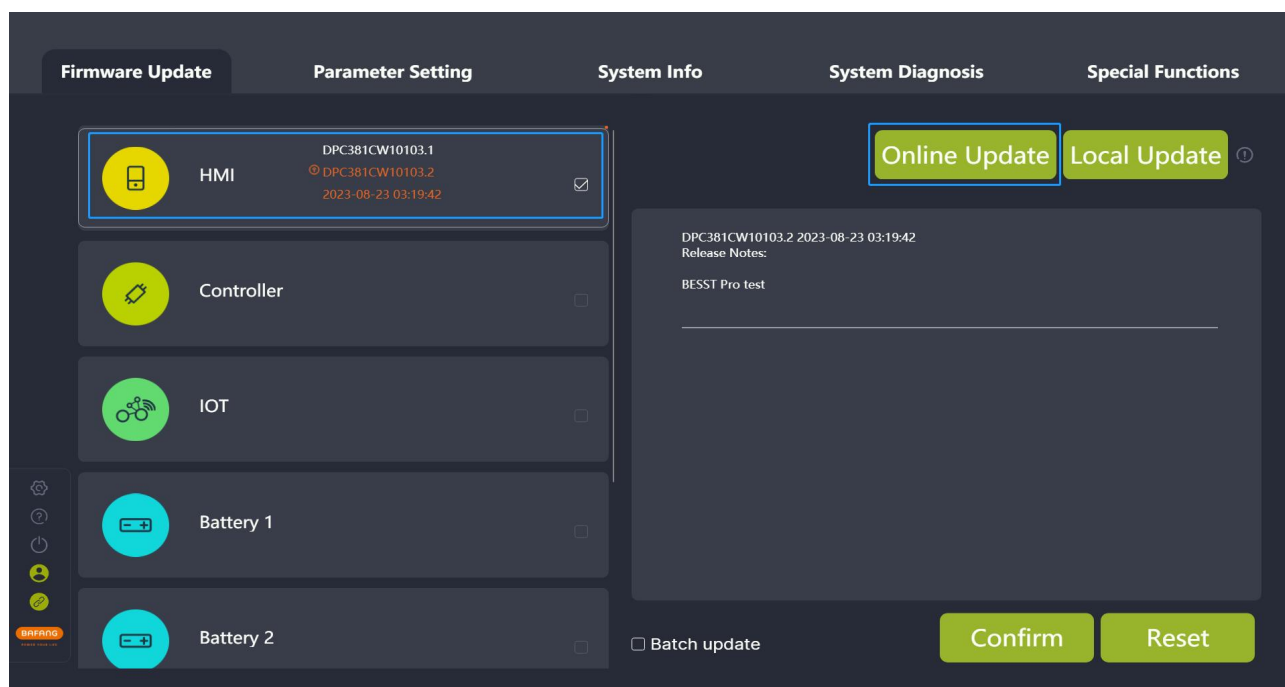 Firmware Update
Parameter Setting
System Info
System Diagnosis
Special Functions
HMI
DPC381CW10103.1
DPC381CW10103.2
2023-08-23 03:19:42
Online Update
Local Update
DPC381CW10103.2 2023-08-23 03:19:42
Release Notes:
BESST Pro test
Controller
IOT
Battery 1
Battery 2
BAFANG
Batch update
Confirm
Reset